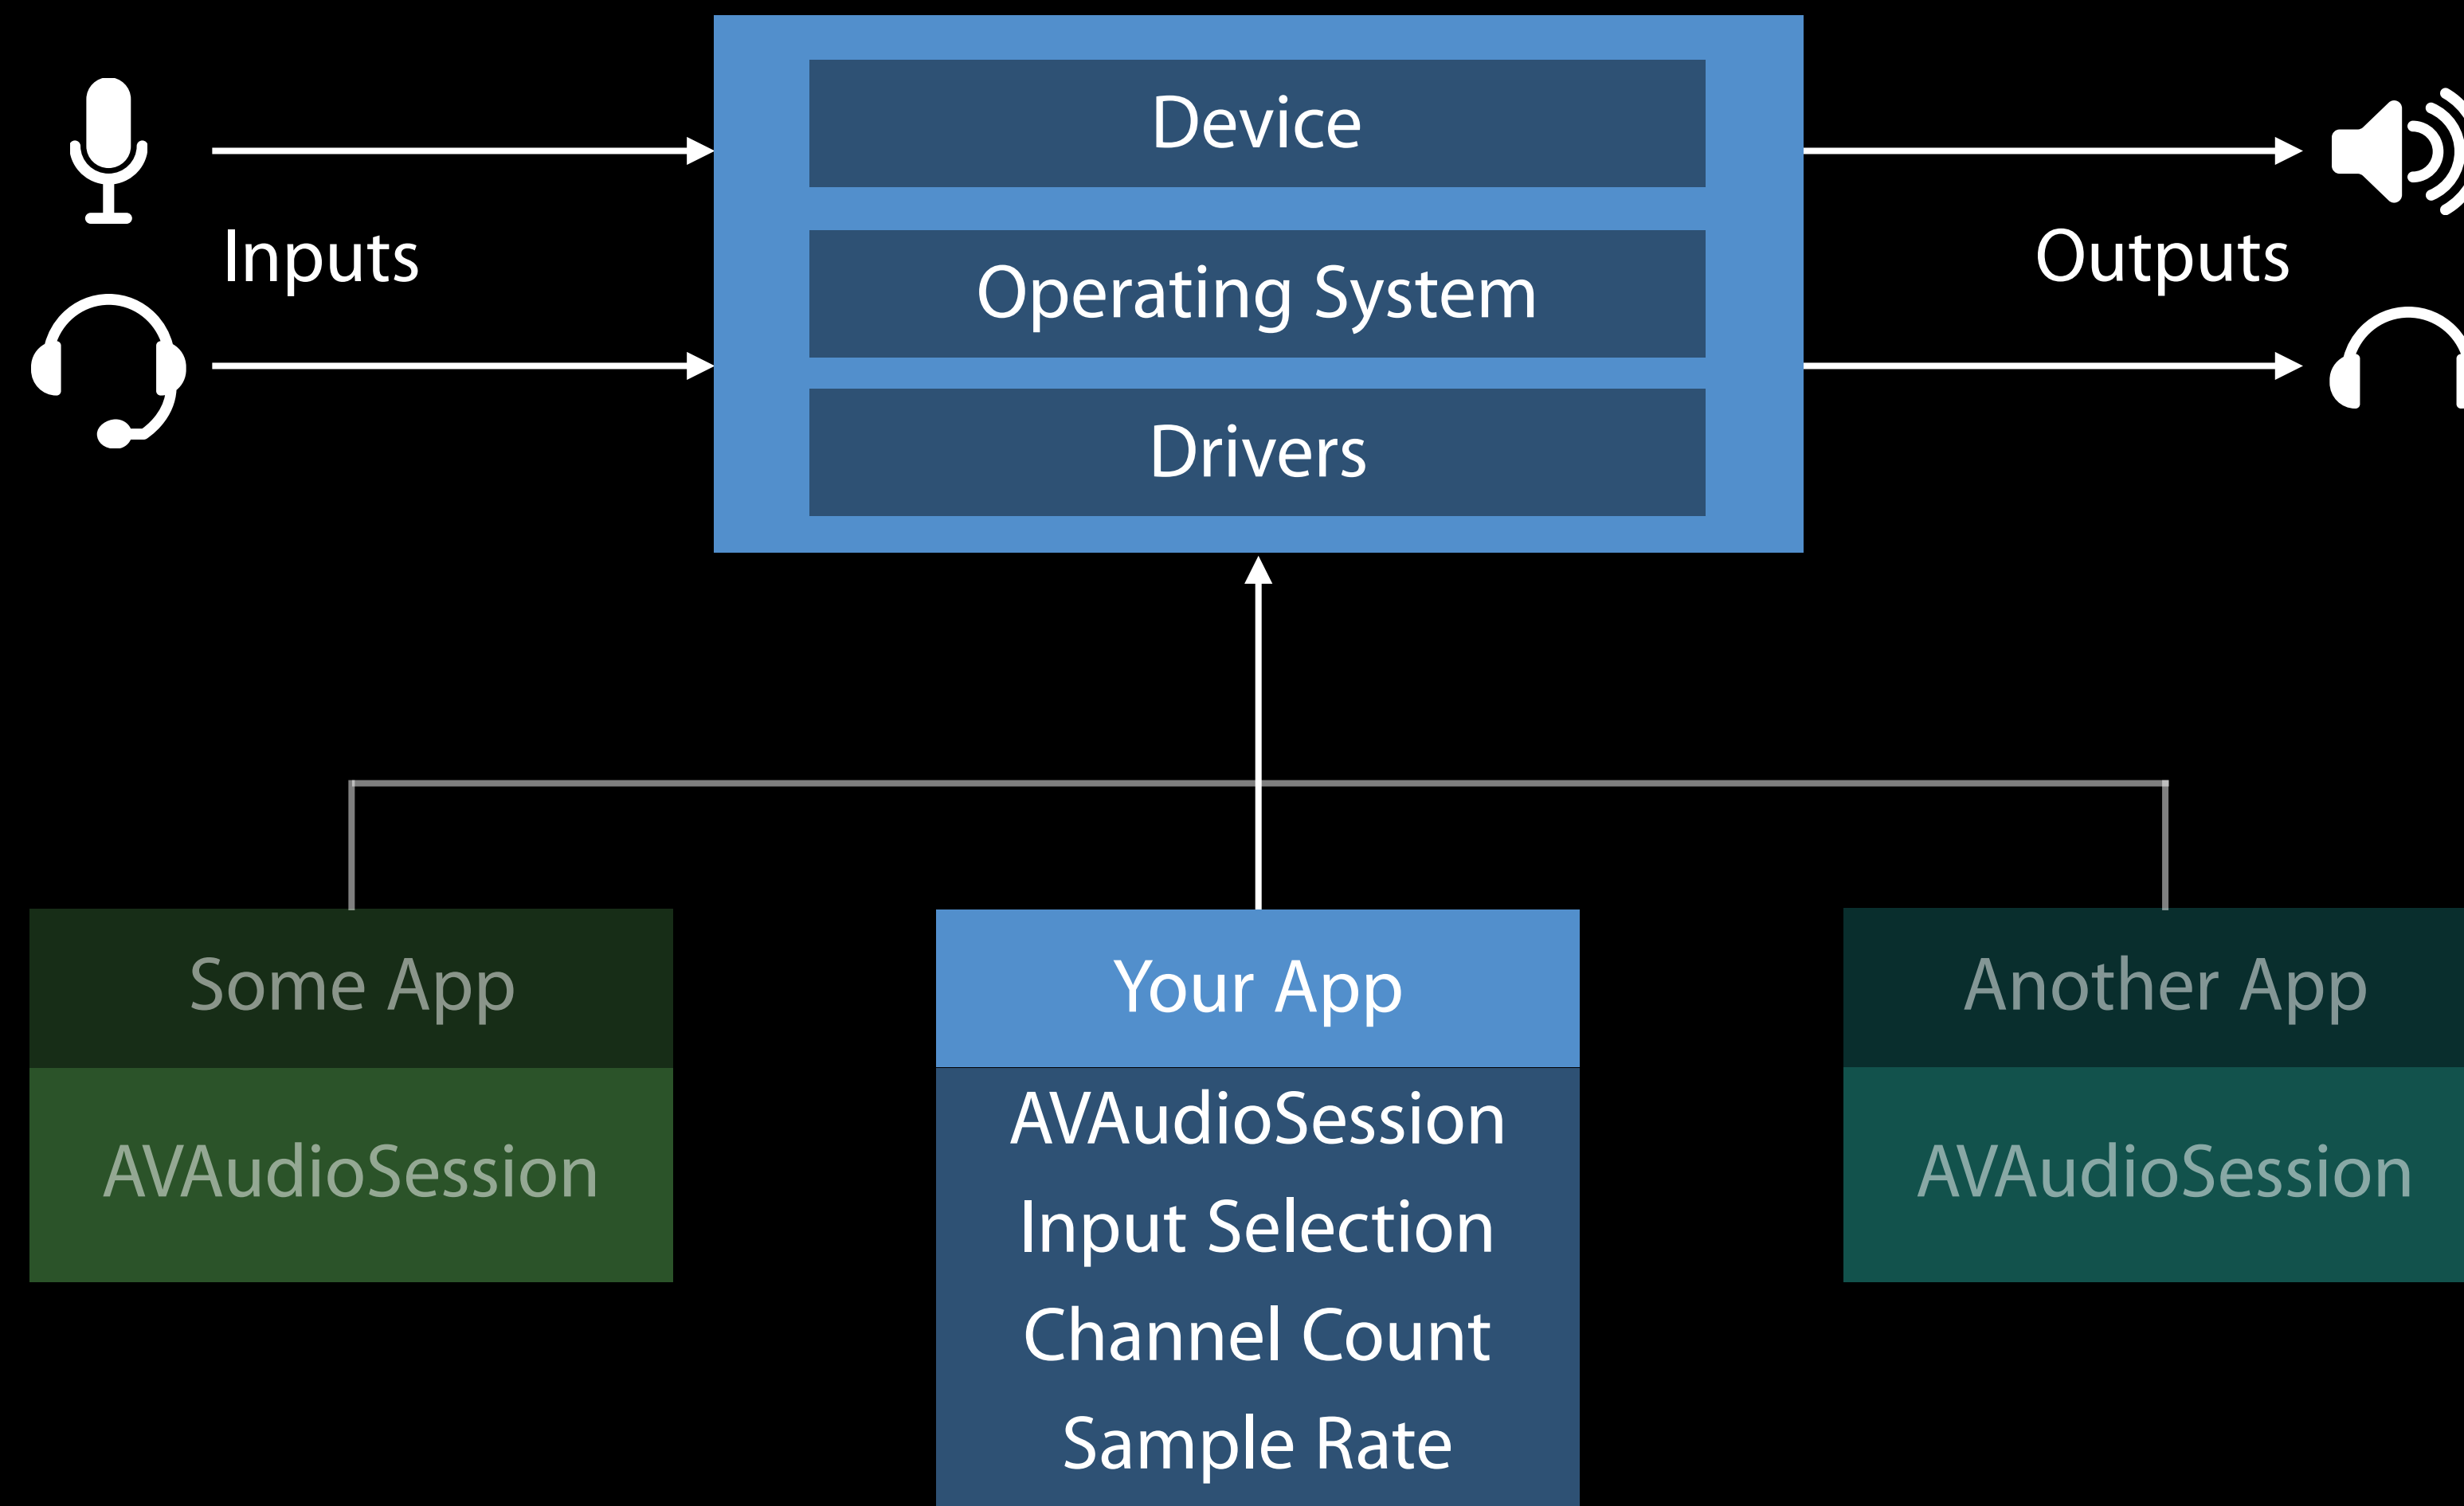 Device
Inputs
Outputs
Operating System
Drivers
Some App
AVAudioSession
Your App
AVAudioSession
Input Selection
Channel Count
Sample Rate
Another App
AVAudioSession